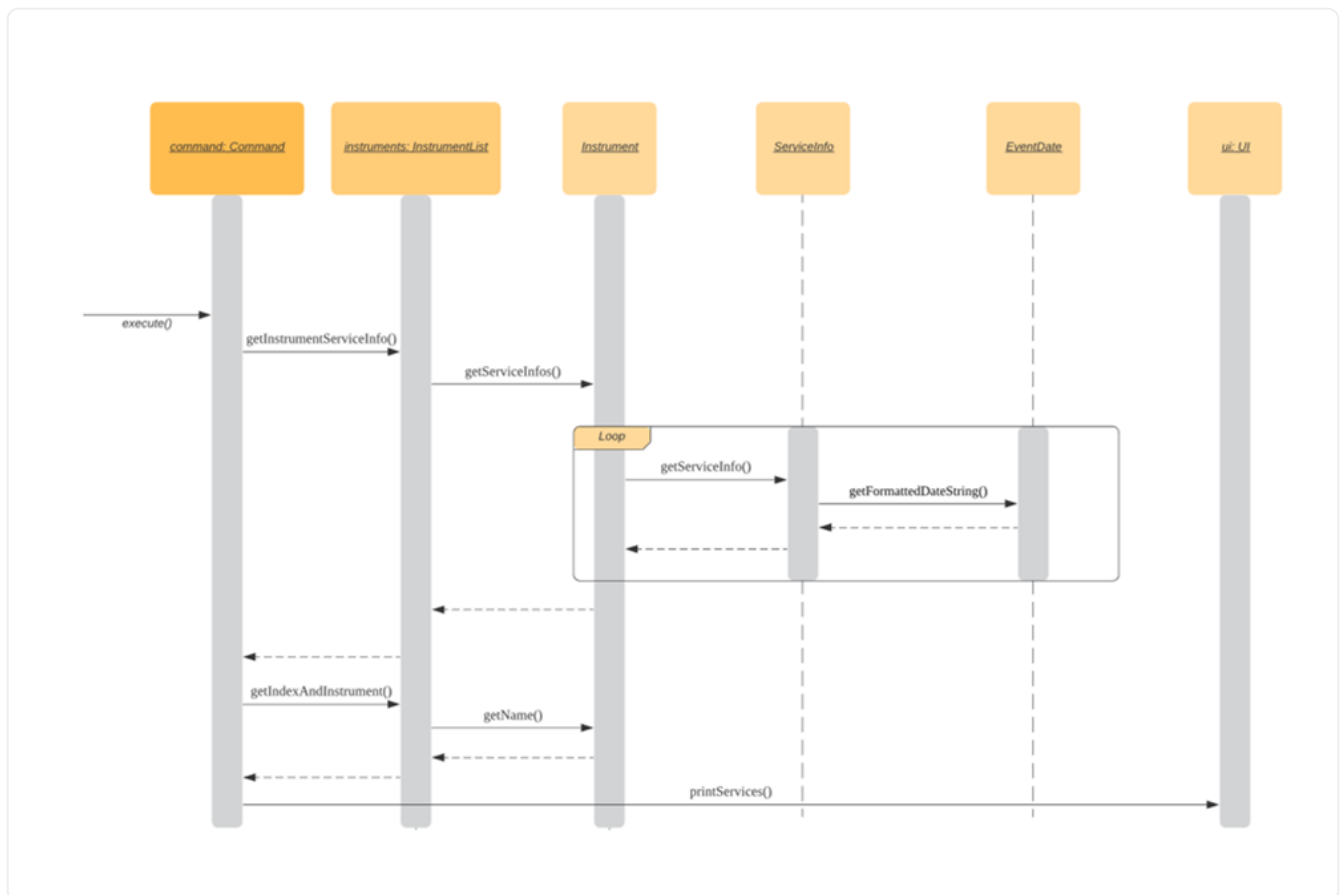 command: Command
instruments: InstrumentList
Instrument
ServiceInfo
EventDate
ui: UI
execute()
getInstrumentServiceInfo()
getServiceInfos()
Loop
getServiceInfo()
getFormattedDateString()
getIndexAndInstrument()
getName()
printServices()